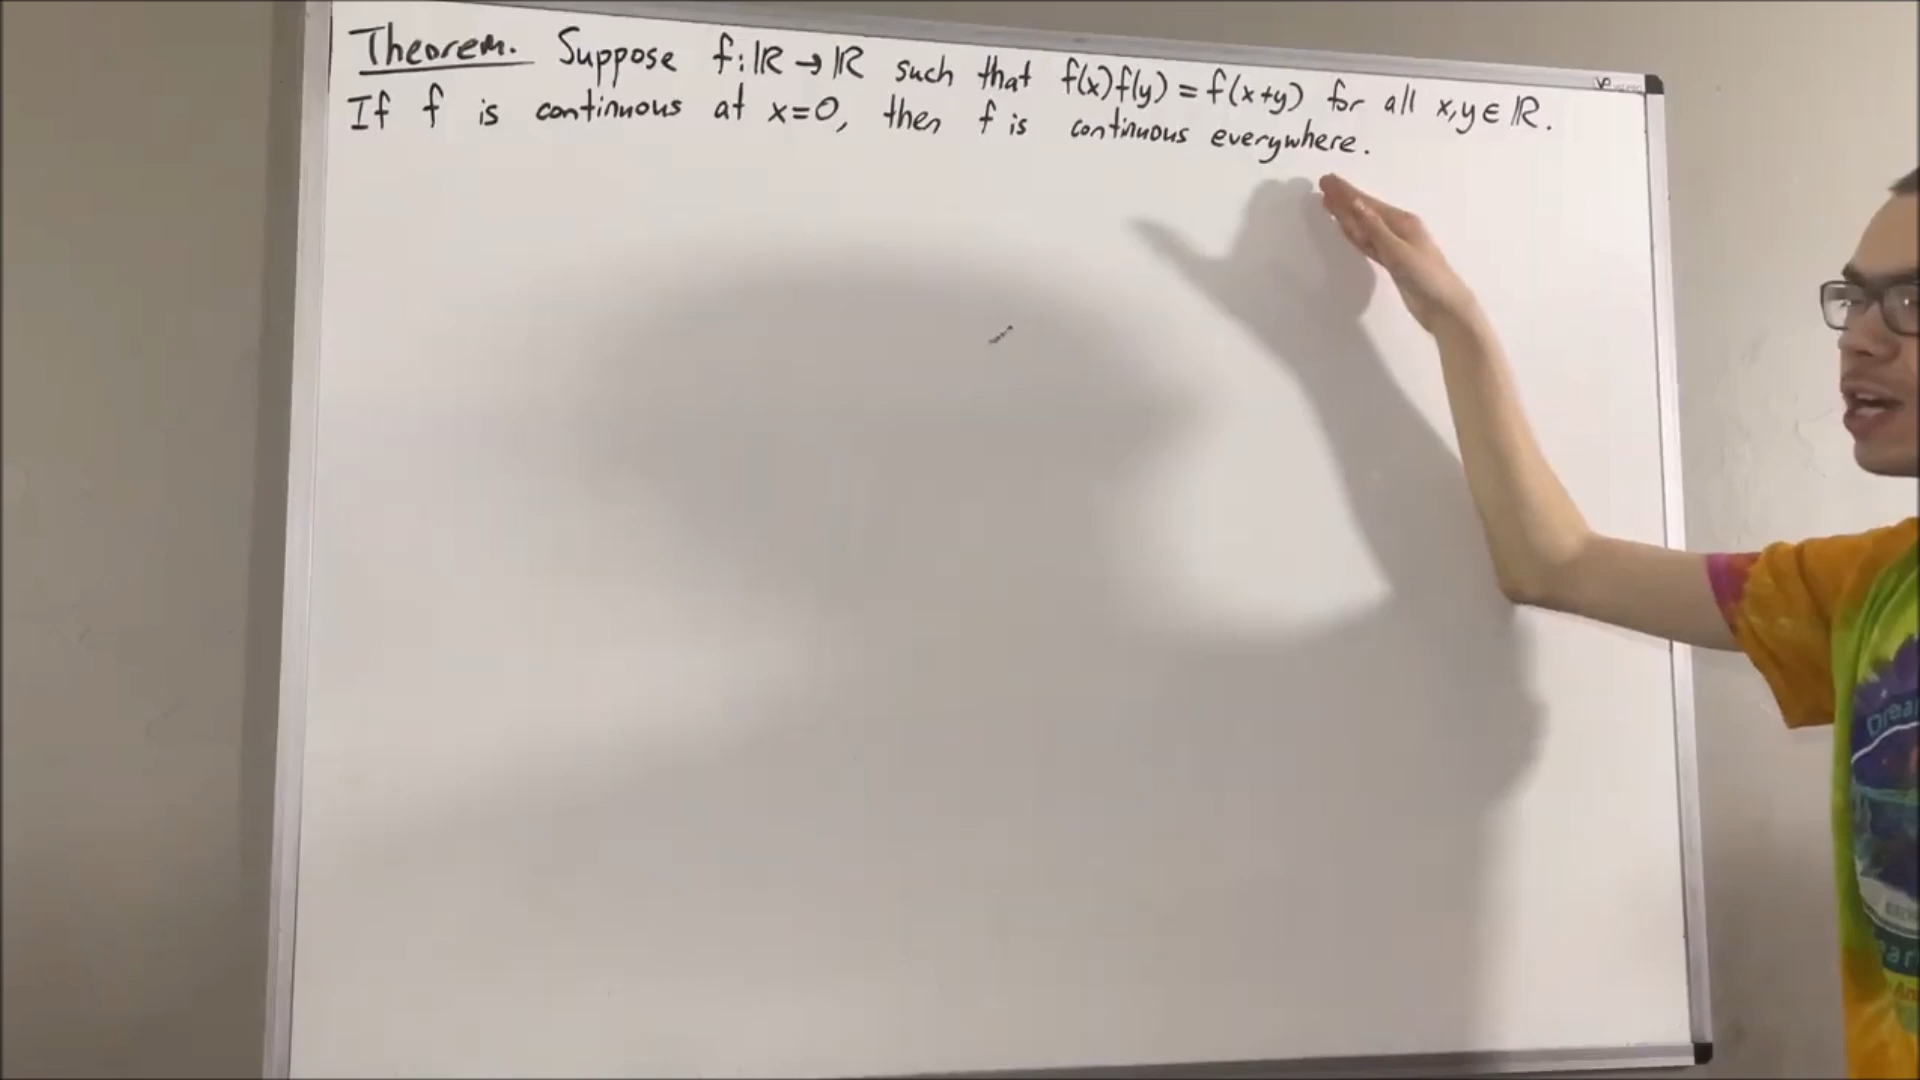 Theorem. Suppose f:ℝ→ℝ such that f(x)f(y) = f(x+y) for all x,y ∈ ℝ.
If f is continuous at x=0, then f is continuous everywhere.